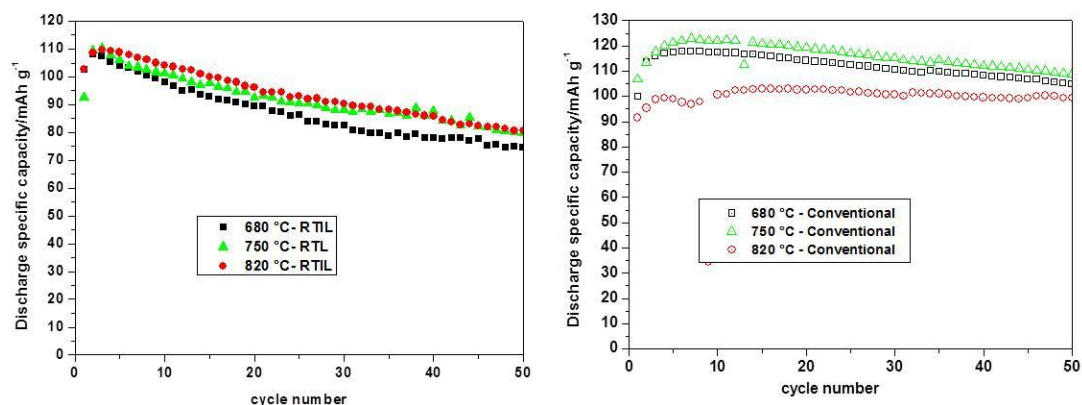 120
110
100
90
80
70
60
50
40
30
20
10
0
Discharge specific capacity/mAh g-1
680 °C- RTIL
750 °C- RTL
820 °C- RTIL
0 10 20 30 40 50
cycle number
130
120
110
100
90
80
70
60
50
40
30
20
10
0
Discharge specific capacity/mAh g-1
680 °C - Conventional
750 °C - Conventional
820 °C - Conventional
0 10 20 30 40 50
cycle number